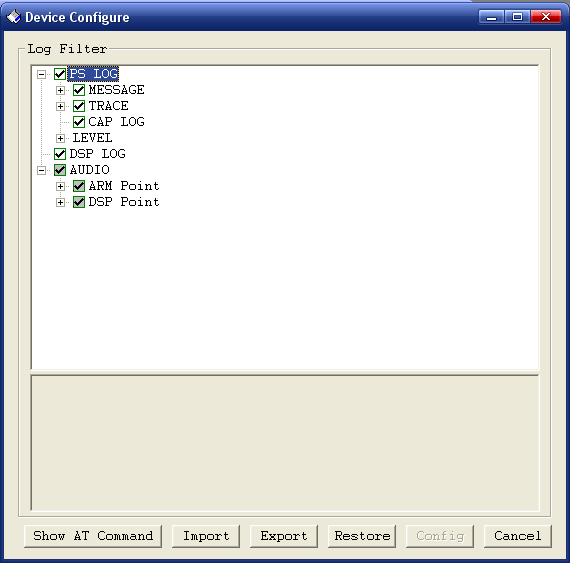 Device Configure
Log Filter
PS LOG
MESSAGE
TRACE
CAP LOG
LEVEL
DSP LOG
AUDIO
ARM Point
DSP Point
Show AT Command Import Export Restore Config Cancel